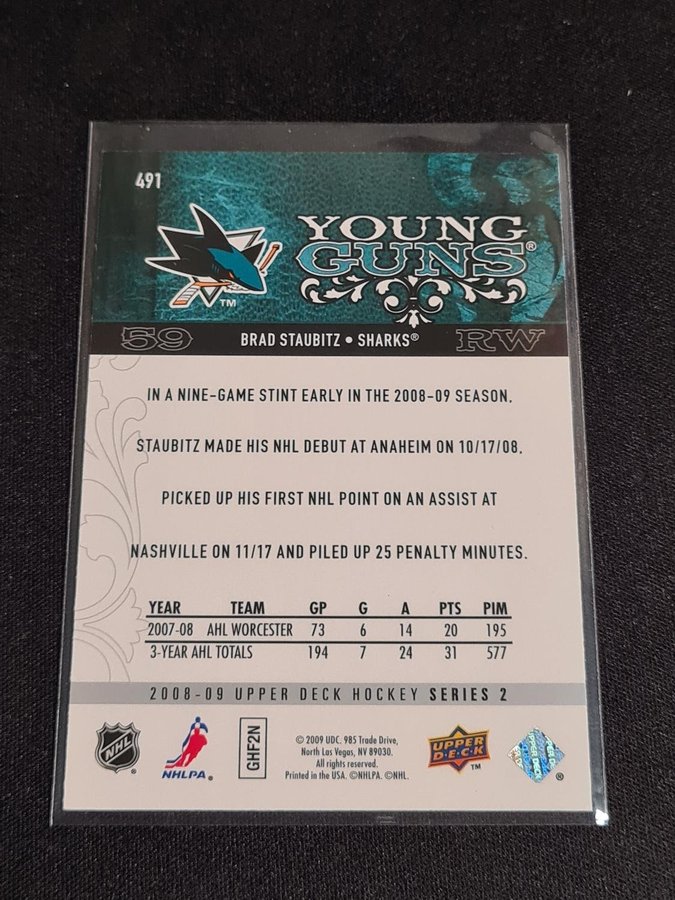 491
YOUNG
GUNS®
TM
59 BRAD STAUBITZ • SHARKS® RW
IN A NINE-GAME STINT EARLY IN THE 2008-09 SEASON,
STAUBITZ MADE HIS NHL DEBUT AT ANAHEIM ON 10/17/08,
PICKED UP HIS FIRST NHL POINT ON AN ASSIST AT
NASHVILLE ON 11/17 AND PILED UP 25 PENALTY MINUTES.
YEAR TEAM GP G A PTS PIM
2007-08 AHL WORCESTER 73 6 14 20 195
3-YEAR AHL TOTALS 194 7 24 31 577
2008-09 UPPER DECK HOCKEY SERIES 2
NHL
NHLPA.
GHF2N
© 2009 UDC. 985 Trade Drive,
North Las Vegas, NV 89030.
All rights reserved.
Printed in the USA. ©NHLPA. ©NHL.
UPPER
DECK
TM
UPPER DECK
®